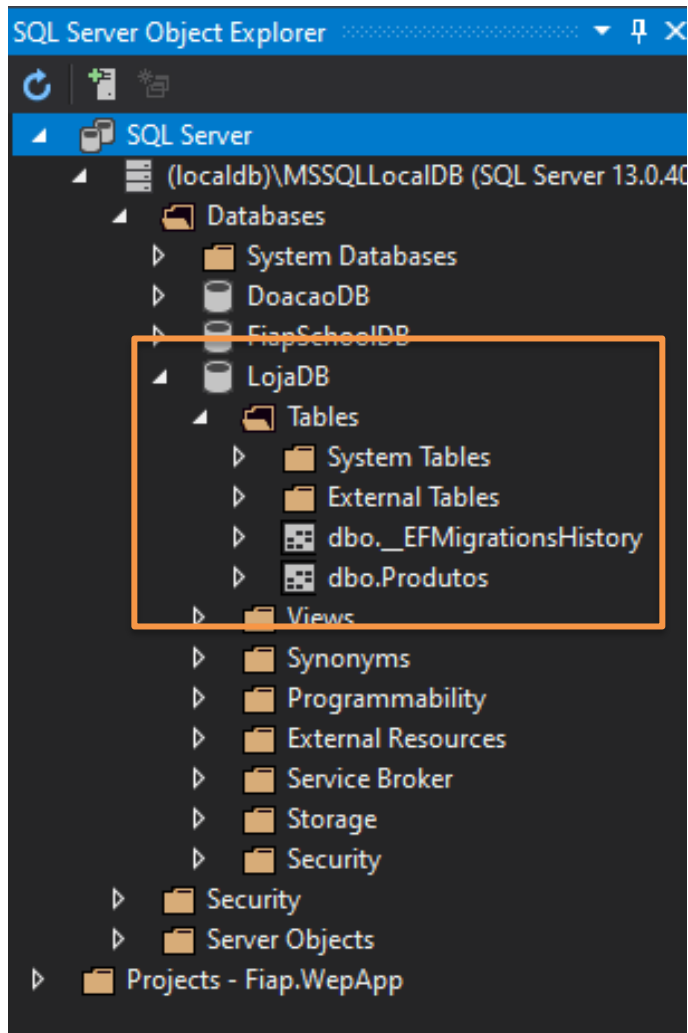 SQL Server Object Explorer
SQL Server
(localdb)\MSSQLLocalDB (SQL Server 13.0.40
Databases
System Databases
DoacaoDB
FiapSchoolDB
LojaDB
Tables
System Tables
External Tables
dbo.__EFMigrationsHistory
dbo.Produtos
Views
Synonyms
Programmability
External Resources
Service Broker
Storage
Security
Security
Server Objects
Projects - Fiap.WepApp